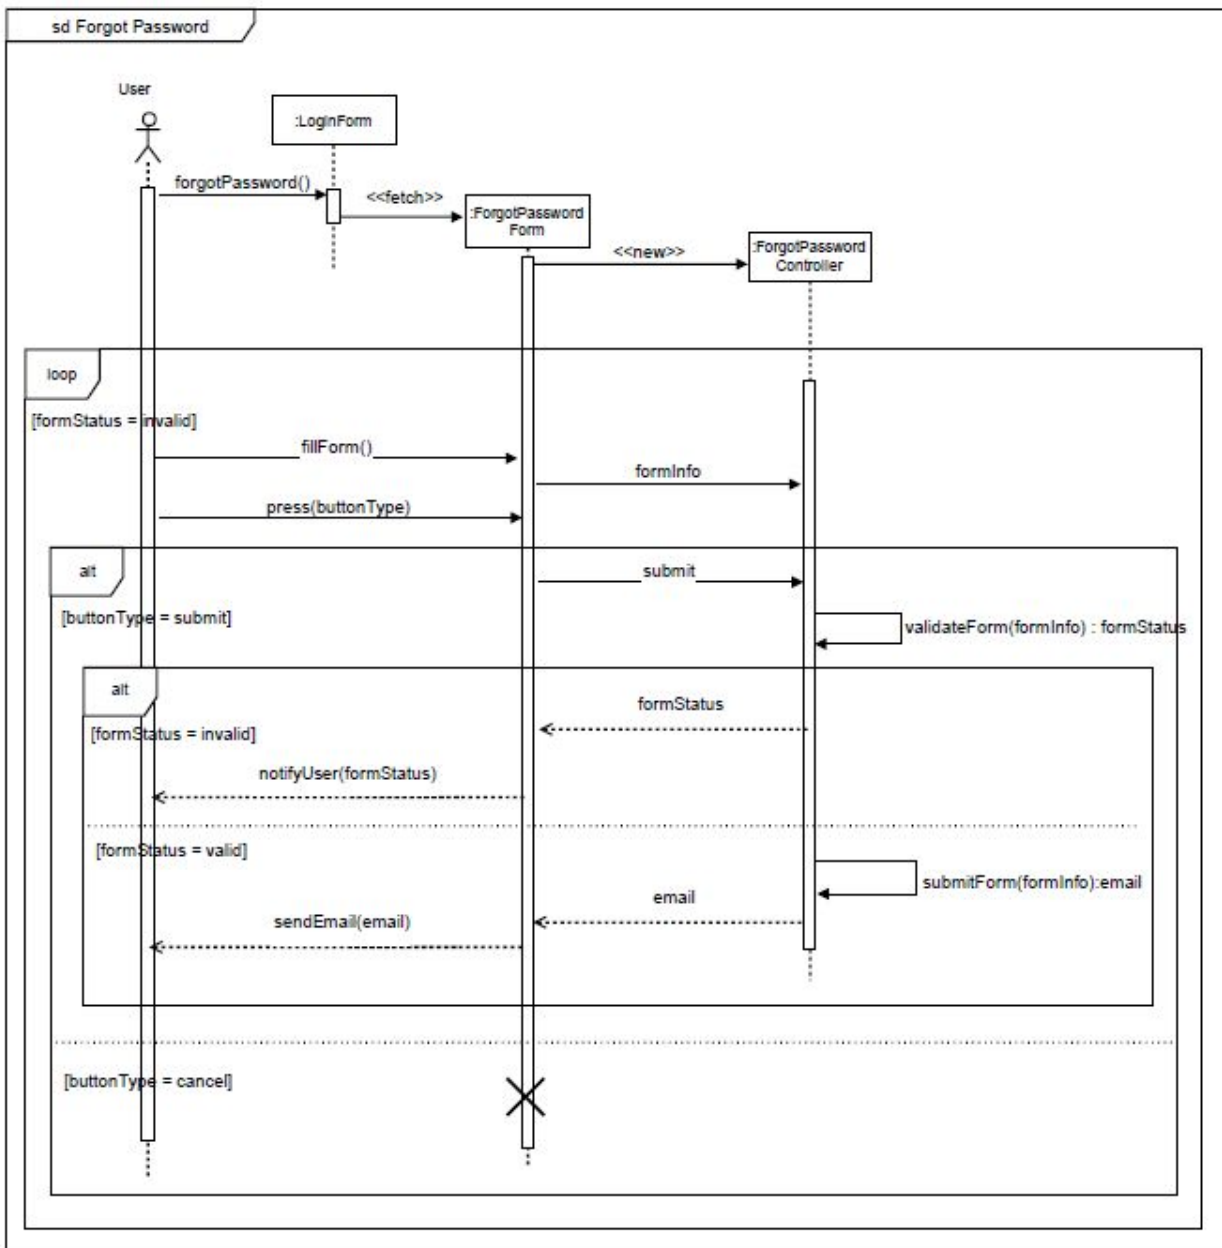 sd Forgot Password
User
:LogInForm
forgotPassword()
<<fetch>>
:ForgotPassword
Form
<<new>>
:ForgotPassword
Controller
loop
[formStatus = invalid]
fillForm()
formInfo
press(buttonType)
alt
submit
[buttonType = submit]
validateForm(formInfo) : formStatus
alt
formStatus
[formStatus = invalid]
notifyUser(formStatus)
[formStatus = valid]
submitForm(formInfo):email
email
sendEmail(email)
[buttonType = cancel]